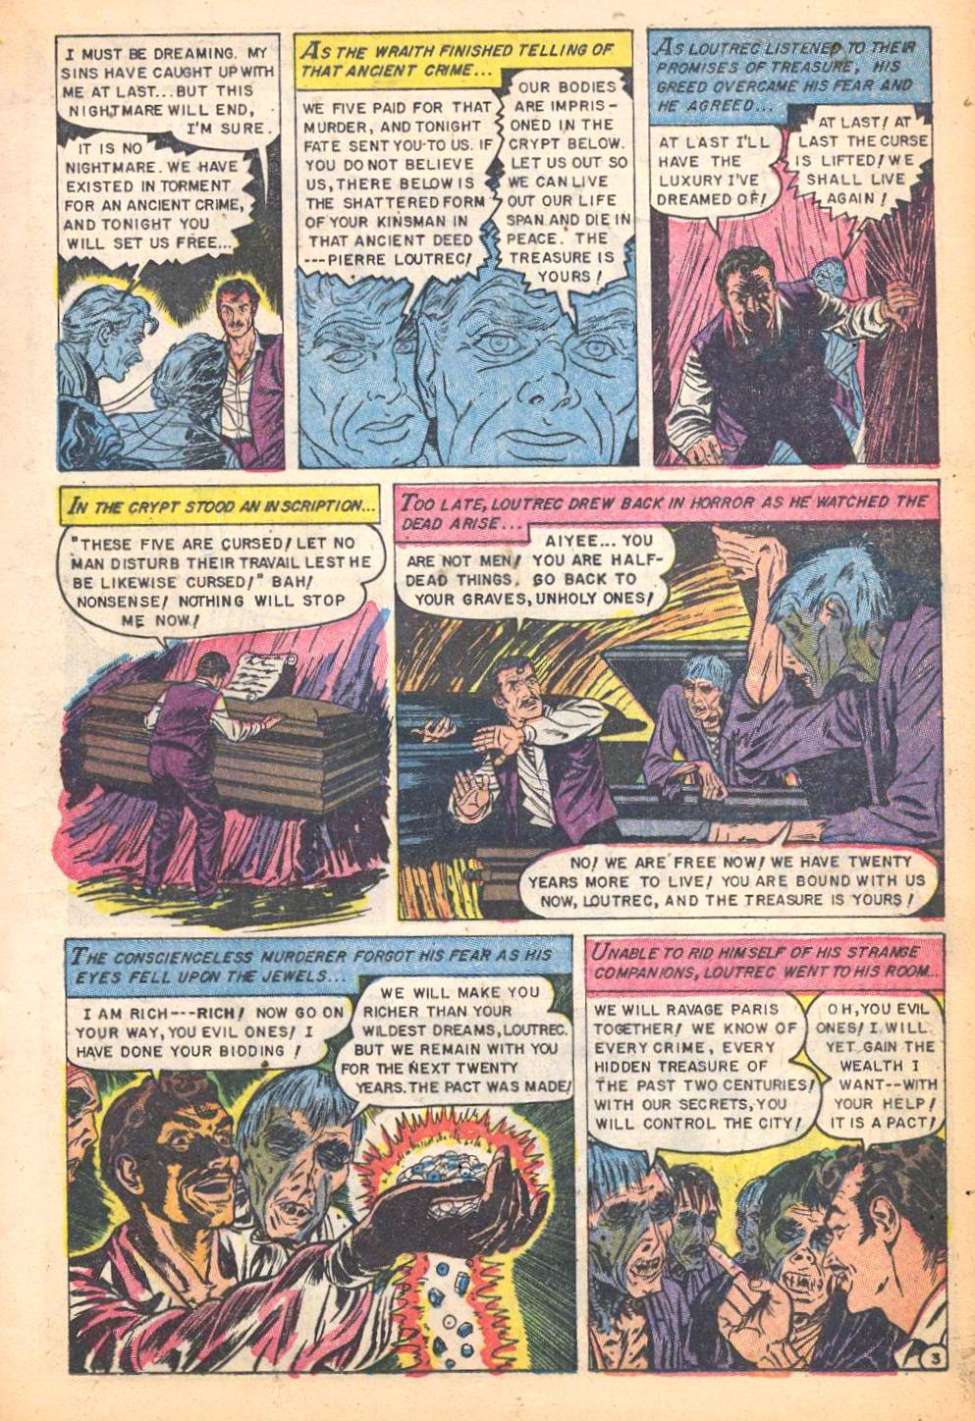 I MUST BE DREAMING. MY
SINS HAVE CAUGHT UP WITH
ME AT LAST...BUT THIS
NIGHTMARE WILL END,
I'M SURE.
IT IS NO
NIGHTMARE. WE HAVE
EXISTED IN TORMENT
FOR AN ANCIENT CRIME,
AND TONIGHT YOU
WILL SET US FREE...
AS THE WRAITH FINISHED TELLING OF
THAT ANCIENT CRIME...
WE FIVE PAID FOR THAT
MURDER, AND TONIGHT
FATE SENT YOU TO US. IF
YOU DO NOT BELIEVE
US, THERE BELOW IS
THE SHATTERED FORM
OF YOUR KINSMAN IN
THAT ANCIENT DEED
---PIERRE LOUTREC!
OUR BODIES
ARE IMPRIS-
ONED IN THE
CRYPT BELOW.
LET US OUT SO
WE CAN LIVE
OUT OUR LIFE
SPAN AND DIE IN
PEACE. THE
TREASURE IS
YOURS!
AS LOUTREC LISTENED TO THEIR
PROMISES OF TREASURE, HIS
GREED OVERCAME HIS FEAR AND
HE AGREED...
AT LAST I'LL
HAVE THE
LUXURY I'VE
DREAMED OF!
AT LAST! AT
LAST THE CURSE
IS LIFTED! WE
SHALL LIVE
AGAIN!
IN THE CRYPT STOOD AN INSCRIPTION...
"THESE FIVE ARE CURSED! LET NO
MAN DISTURB THEIR TRAVAIL LEST HE
BE LIKEWISE CURSED!" BAH!
NONSENSE! NOTHING WILL STOP
ME NOW!
TOO LATE, LOUTREC DREW BACK IN HORROR AS HE WATCHED THE
DEAD ARISE...
AIYEE... YOU
ARE NOT MEN! YOU ARE HALF-
DEAD THINGS. GO BACK TO
YOUR GRAVES, UNHOLY ONES!
NO! WE ARE FREE NOW! WE HAVE TWENTY
YEARS MORE TO LIVE! YOU ARE BOUND WITH US
NOW, LOUTREC, AND THE TREASURE IS YOURS!
THE CONSCIENCELESS MURDERER FORGOT HIS FEAR AS HIS
EYES FELL UPON THE JEWELS...
I AM RICH---RICH! NOW GO ON
YOUR WAY, YOU EVIL ONES! I
HAVE DONE YOUR BIDDING!
WE WILL MAKE YOU
RICHER THAN YOUR
WILDEST DREAMS, LOUTREC.
BUT WE REMAIN WITH YOU
FOR THE NEXT TWENTY
YEARS. THE PACT WAS MADE!
UNABLE TO RID HIMSELF OF HIS STRANGE
COMPANIONS, LOUTREC WENT TO HIS ROOM...
WE WILL RAVAGE PARIS
TOGETHER! WE KNOW OF
EVERY CRIME, EVERY
HIDDEN TREASURE OF
THE PAST TWO CENTURIES!
WITH OUR SECRETS, YOU
WILL CONTROL THE CITY!
OH, YOU EVIL
ONES! I WILL
YET GAIN THE
WEALTH I
WANT--WITH
YOUR HELP!
IT IS A PACT!
3